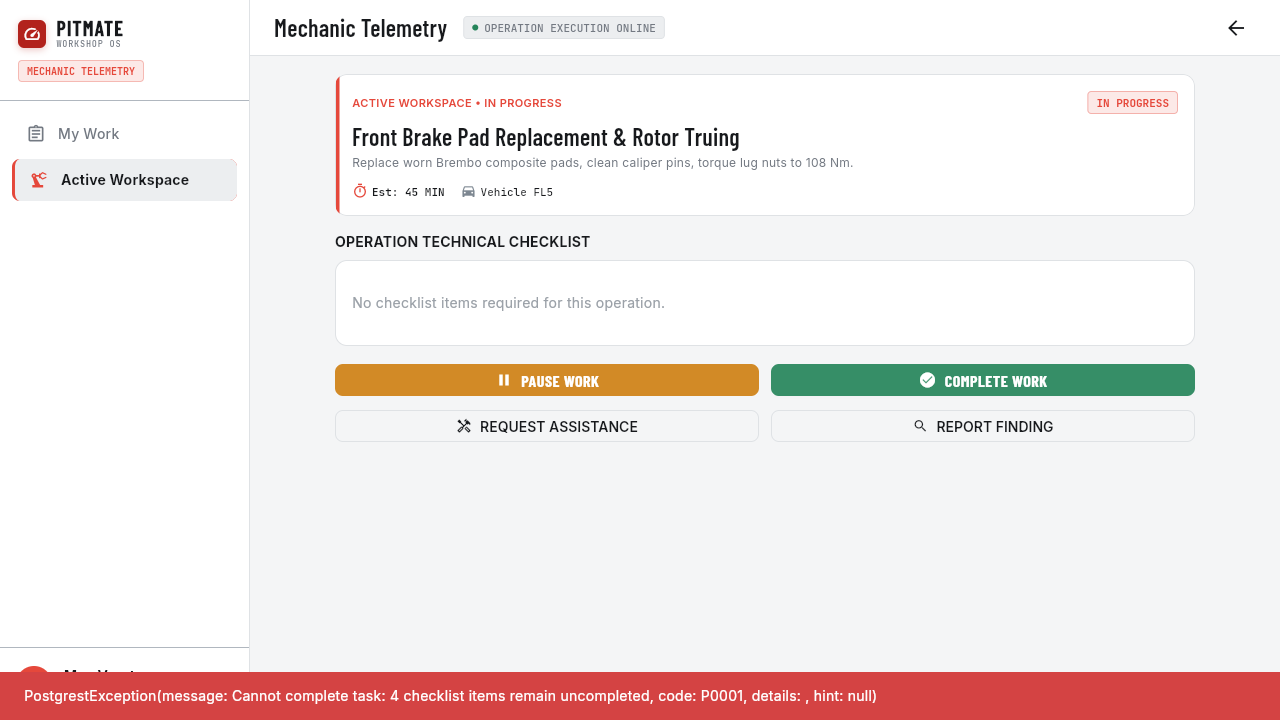 PITMATE
WORKSHOP OS
MECHANIC TELEMETRY
My Work
Active Workspace
Mechanic Telemetry
OPERATION EXECUTION ONLINE
ACTIVE WORKSPACE • IN PROGRESS
IN PROGRESS
Front Brake Pad Replacement & Rotor Truing
Replace worn Brembo composite pads, clean caliper pins, torque lug nuts to 108 Nm.
Est: 45 MIN
Vehicle FL5
OPERATION TECHNICAL CHECKLIST
No checklist items required for this operation.
PAUSE WORK
COMPLETE WORK
REQUEST ASSISTANCE
REPORT FINDING
PostgrestException(message: Cannot complete task: 4 checklist items remain uncompleted, code: P0001, details: , hint: null)